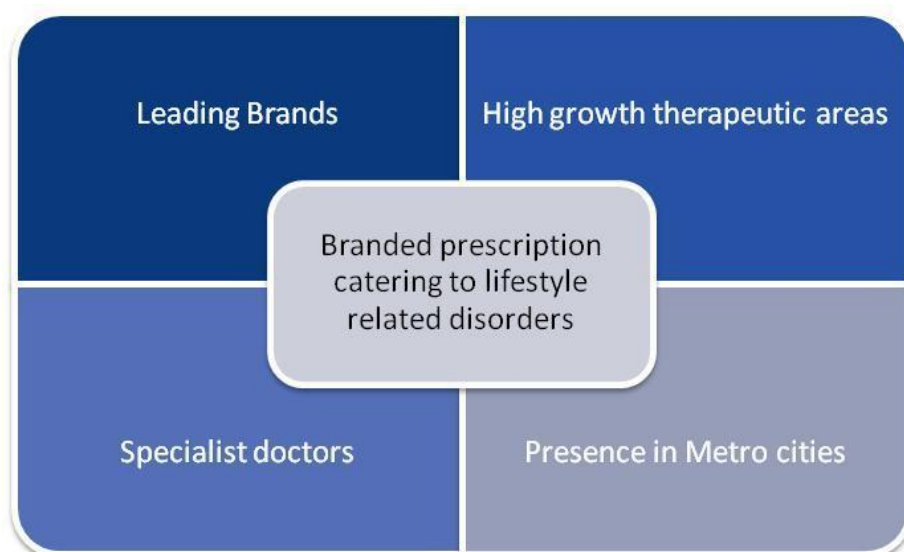 Leading Brands
High growth therapeutic areas
Branded prescription
catering to lifestyle
related disorders
Specialist doctors
Presence in Metro cities